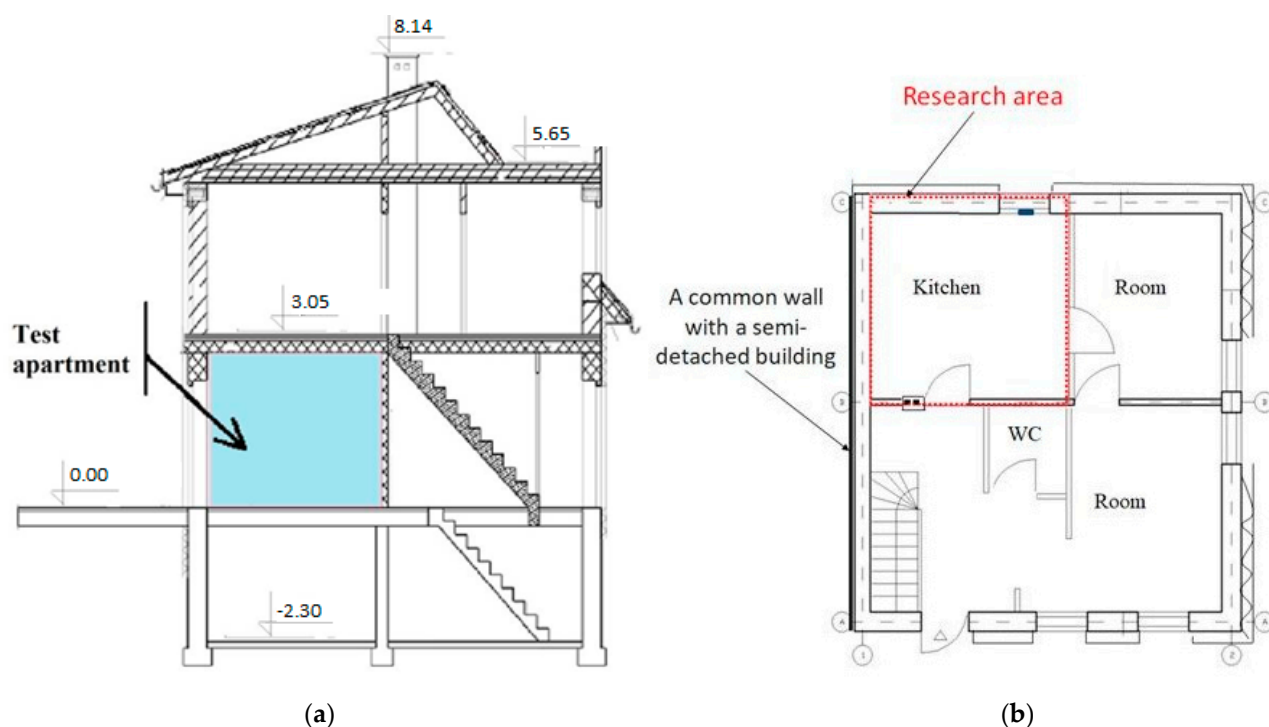 8.14
5.65
3.05
Test
apartment
0.00
-2.30
(a)
Research area
C
C
A common wall
with a semi-
detached building
Kitchen
Room
B
B
WC
Room
A
A
1
2
(b)